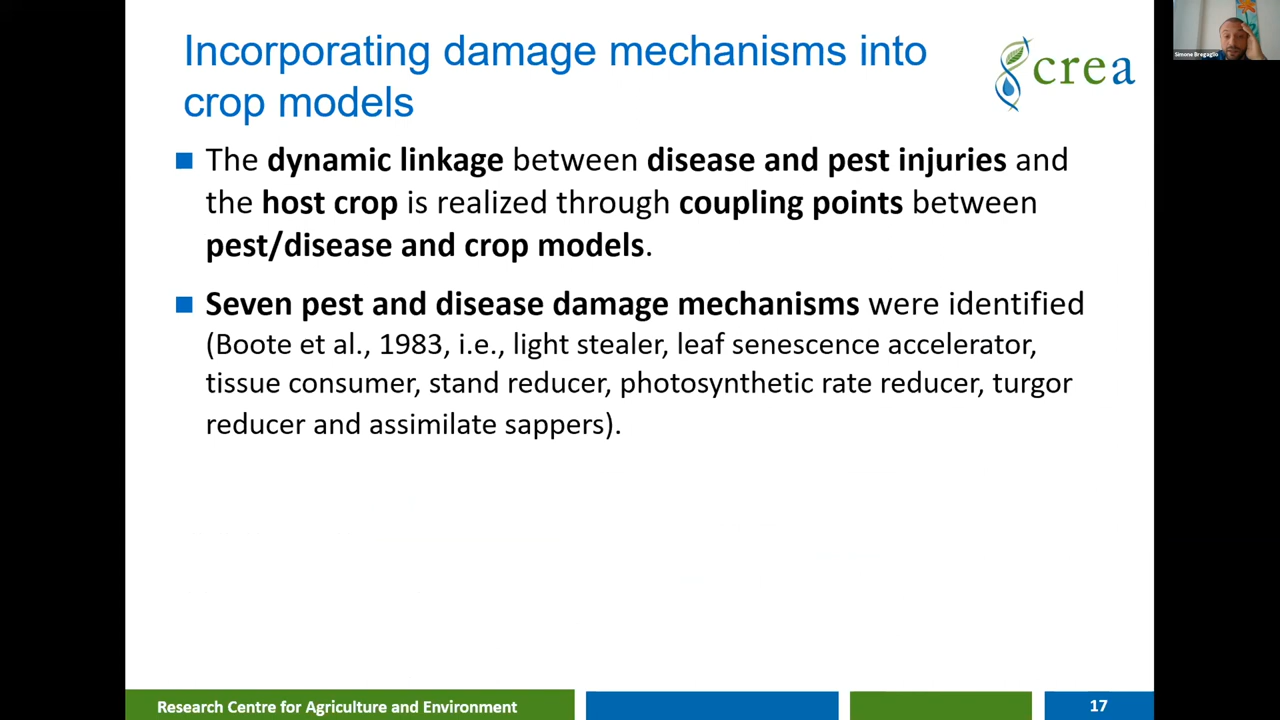 Incorporating damage mechanisms into
crop models
crea
Simone Bregaglio
The dynamic linkage between disease and pest injuries and
the host crop is realized through coupling points between
pest/disease and crop models.
Seven pest and disease damage mechanisms were identified
(Boote et al., 1983, i.e., light stealer, leaf senescence accelerator,
tissue consumer, stand reducer, photosynthetic rate reducer, turgor
reducer and assimilate sappers).
Research Centre for Agriculture and Environment
17